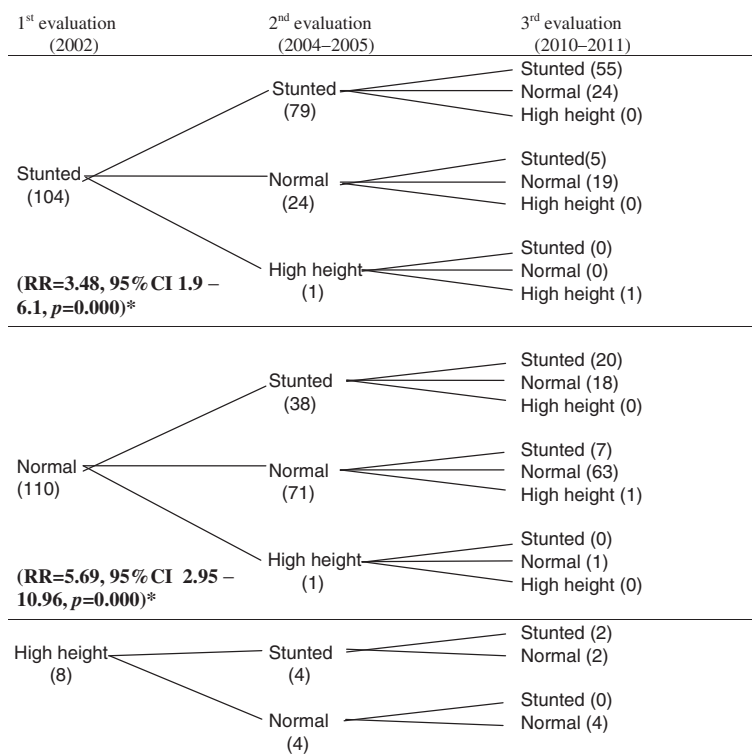 1st evaluation
(2002)
2nd evaluation
(2004–2005)
3rd evaluation
(2010–2011)
Stunted
(104)
Stunted
(79)
Stunted (55)
Normal (24)
High height (0)
Normal
(24)
Stunted(5)
Normal (19)
High height (0)
High height
(1)
Stunted (0)
Normal (0)
High height (1)
(RR=3.48, 95%CI 1.9 –
6.1, p=0.000)*
Normal
(110)
Stunted
(38)
Stunted (20)
Normal (18)
High height (0)
Normal
(71)
Stunted (7)
Normal (63)
High height (1)
High height
(1)
Stunted (0)
Normal (1)
High height (0)
(RR=5.69, 95%CI 2.95 –
10.96, p=0.000)*
High height
(8)
Stunted
(4)
Stunted (2)
Normal (2)
Normal
(4)
Stunted (0)
Normal (4)